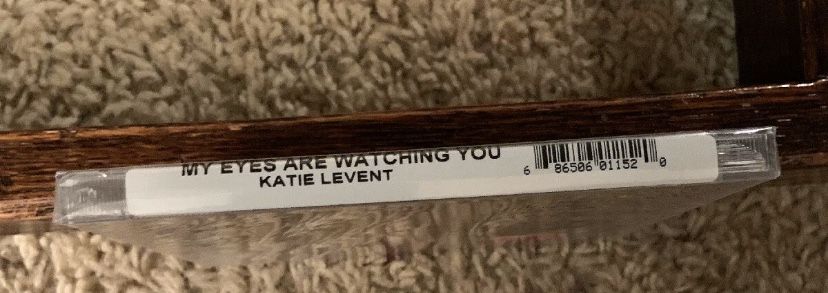 MY EYES ARE WATCHING YOU
KATIE LEVENT
6 86506 01152 0